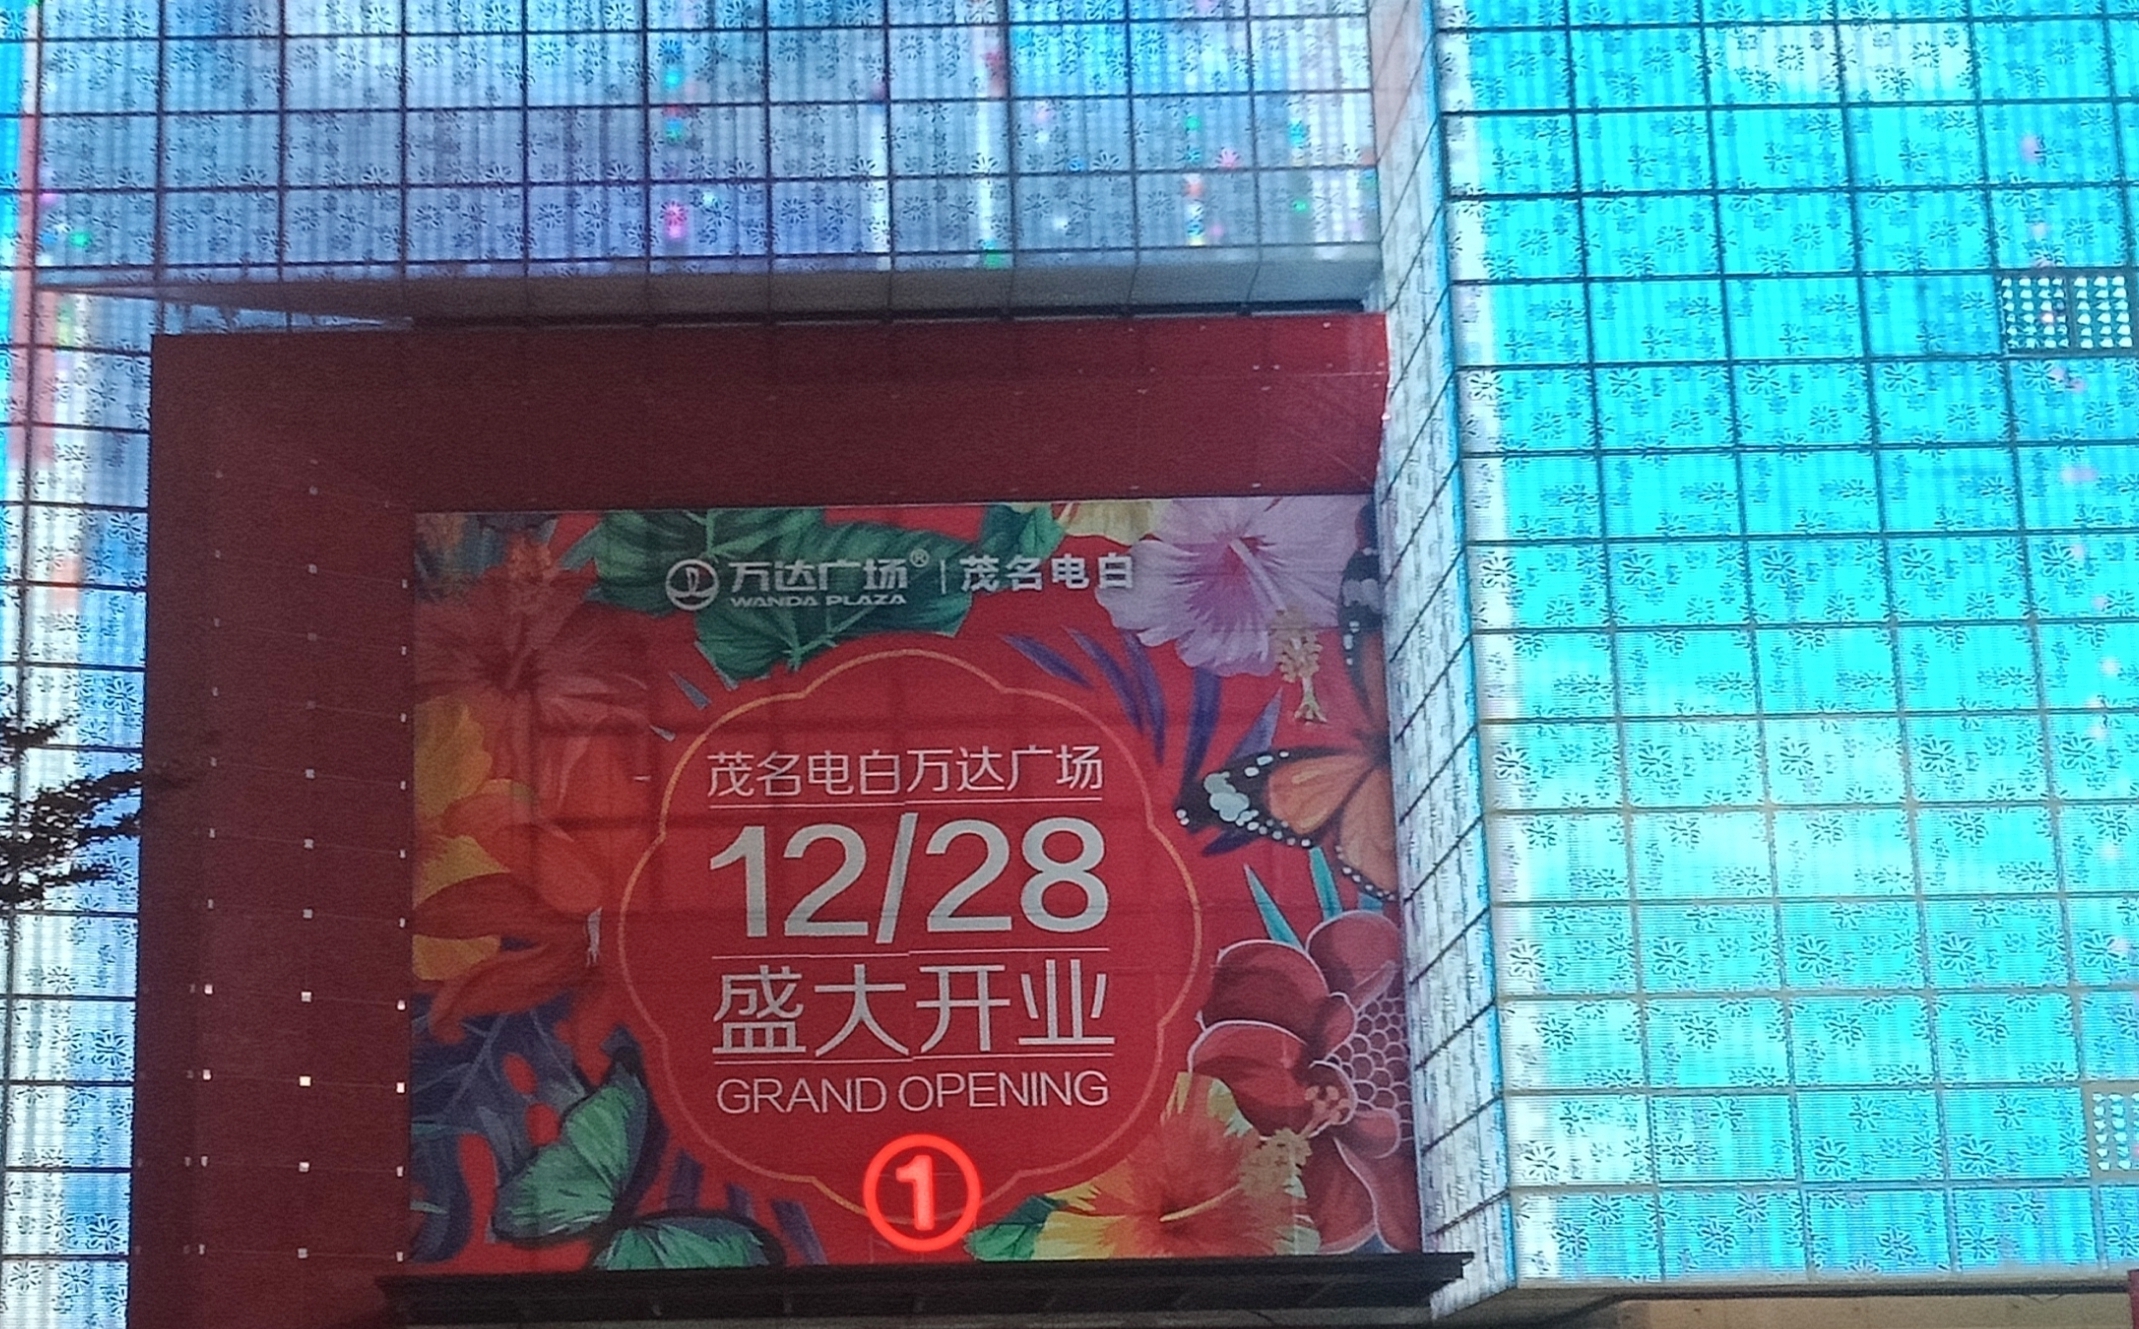 万达广场® | 茂名电白
WANDA PLAZA
茂名电白万达广场
12/28
盛大开业
GRAND OPENING
①